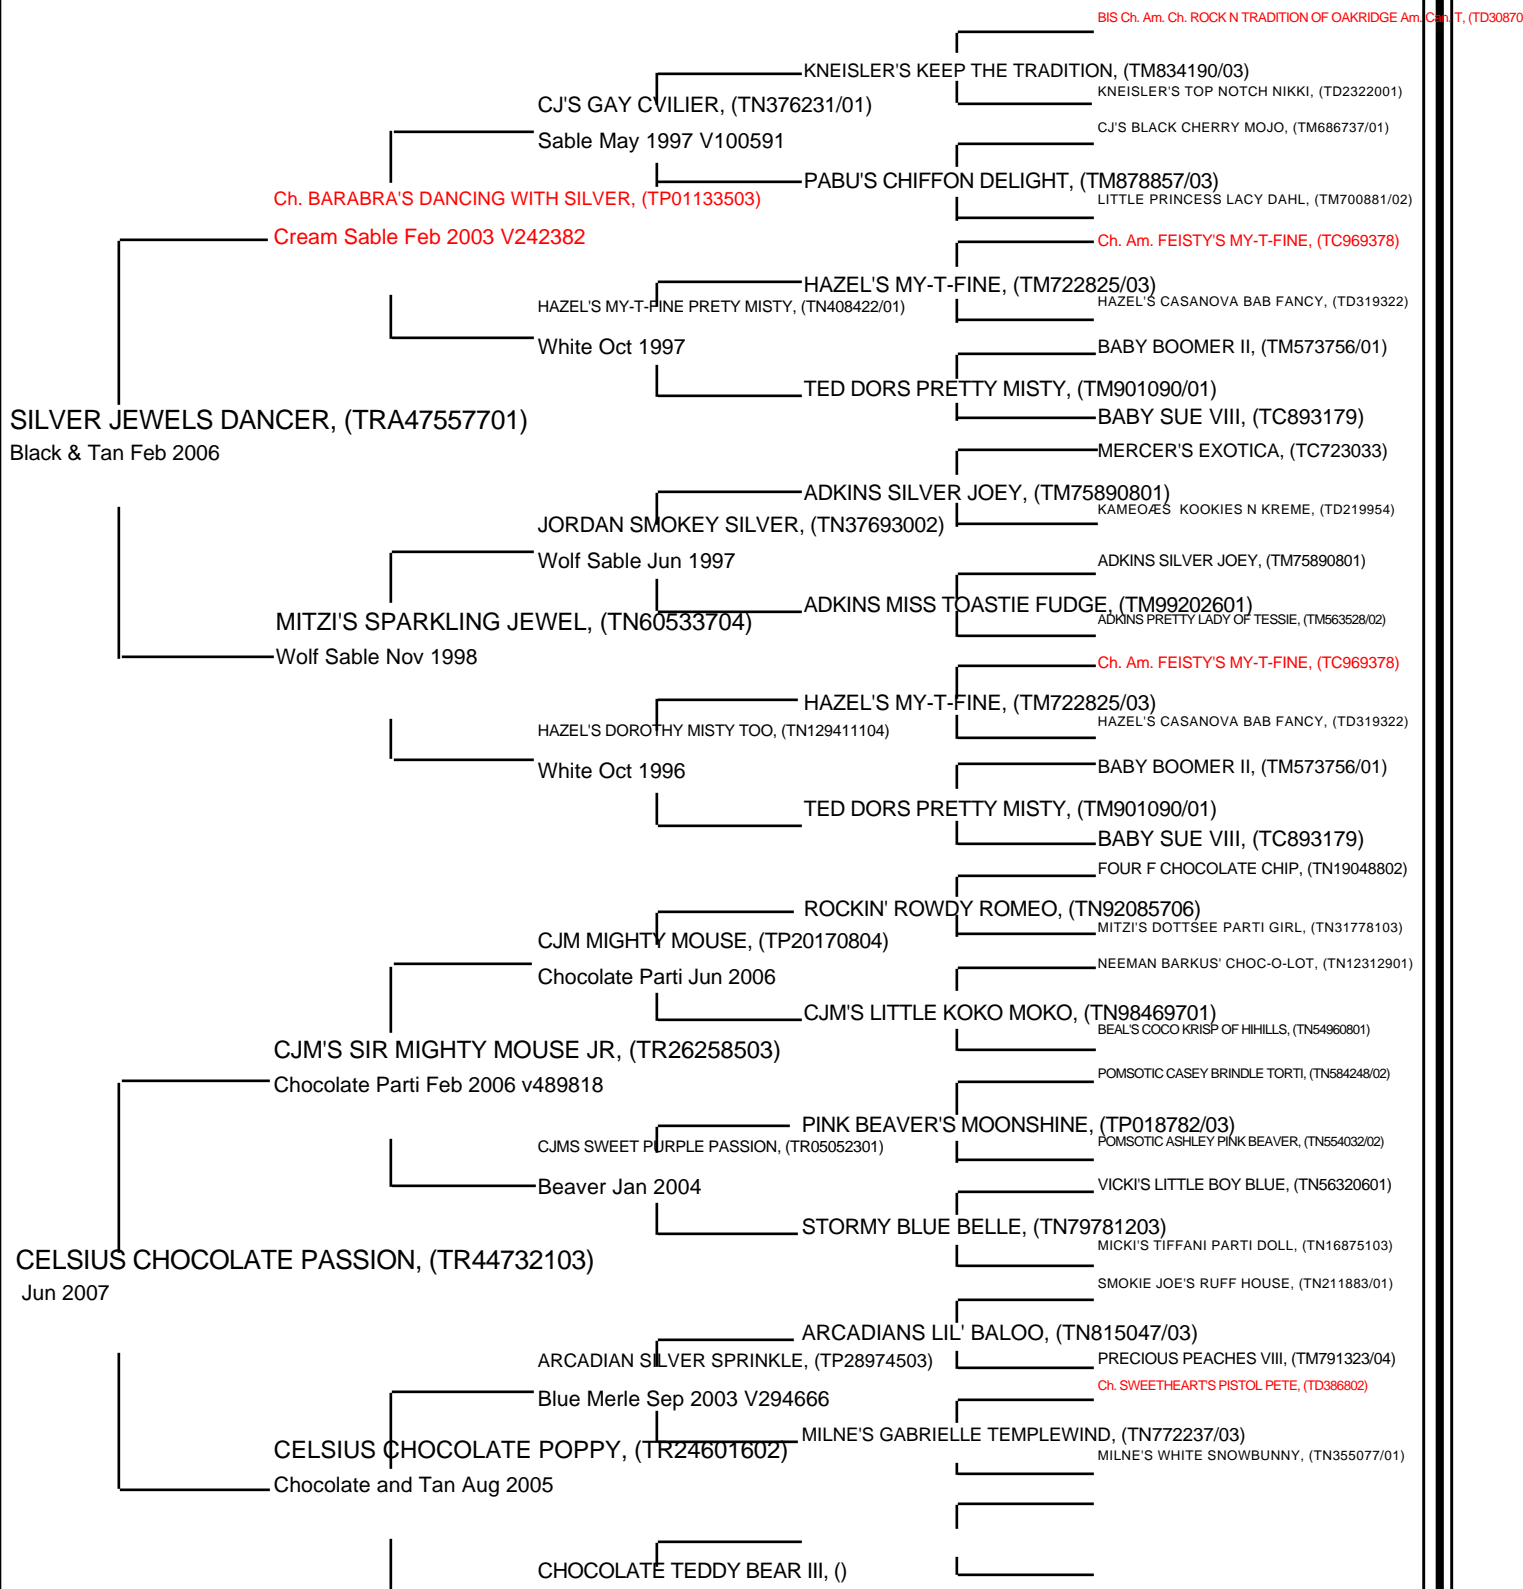 BIS Ch. Am. Ch. ROCK N TRADITION OF OAKRIDGE Am. Can. T, (TD30870
KNEISLER'S KEEP THE TRADITION, (TM834190/03)
KNEISLER'S TOP NOTCH NIKKI, (TD2322001)
CJ'S GAY CVILIER, (TN376231/01)
Sable May 1997 V100591
CJ'S BLACK CHERRY MOJO, (TM686737/01)
PABU'S CHIFFON DELIGHT, (TM878857/03)
LITTLE PRINCESS LACY DAHL, (TM700881/02)
Ch. BARABRA'S DANCING WITH SILVER, (TP01133503)
Cream Sable Feb 2003 V242382
Ch. Am. FEISTY'S MY-T-FINE, (TC969378)
HAZEL'S MY-T-FINE, (TM722825/03)
HAZEL'S CASANOVA BAB FANCY, (TD319322)
HAZEL'S MY-T-FINE PRETY MISTY, (TN408422/01)
White Oct 1997
BABY BOOMER II, (TM573756/01)
TED DORS PRETTY MISTY, (TM901090/01)
BABY SUE VIII, (TC893179)
SILVER JEWELS DANCER, (TRA47557701)
Black & Tan Feb 2006
MERCER'S EXOTICA, (TC723033)
ADKINS SILVER JOEY, (TM75890801)
KAMEOÆS KOOKIES N KREME, (TD219954)
JORDAN SMOKEY SILVER, (TN37693002)
Wolf Sable Jun 1997
ADKINS SILVER JOEY, (TM75890801)
ADKINS MISS TOASTIE FUDGE, (TM99202601)
ADKINS PRETTY LADY OF TESSIE, (TM563528/02)
MITZI'S SPARKLING JEWEL, (TN60533704)
Wolf Sable Nov 1998
Ch. Am. FEISTY'S MY-T-FINE, (TC969378)
HAZEL'S MY-T-FINE, (TM722825/03)
HAZEL'S CASANOVA BAB FANCY, (TD319322)
HAZEL'S DOROTHY MISTY TOO, (TN129411104)
White Oct 1996
BABY BOOMER II, (TM573756/01)
TED DORS PRETTY MISTY, (TM901090/01)
BABY SUE VIII, (TC893179)
FOUR F CHOCOLATE CHIP, (TN19048802)
ROCKIN' ROWDY ROMEO, (TN92085706)
MITZI'S DOTTSEE PARTI GIRL, (TN31778103)
CJM MIGHTY MOUSE, (TP20170804)
Chocolate Parti Jun 2006
NEEMAN BARKUS' CHOC-O-LOT, (TN12312901)
CJM'S LITTLE KOKO MOKO, (TN98469701)
BEAL'S COCO KRISP OF HIHILLS, (TN54960801)
CJM'S SIR MIGHTY MOUSE JR, (TR26258503)
Chocolate Parti Feb 2006 v489818
POMSOTIC CASEY BRINDLE TORTI, (TN584248/02)
PINK BEAVER'S MOONSHINE, (TP018782/03)
POMSOTIC ASHLEY PINK BEAVER, (TN554032/02)
CJMS SWEET PURPLE PASSION, (TR05052301)
Beaver Jan 2004
VICKI'S LITTLE BOY BLUE, (TN56320601)
STORMY BLUE BELLE, (TN79781203)
MICKI'S TIFFANI PARTI DOLL, (TN16875103)
CELSIUS CHOCOLATE PASSION, (TR44732103)
Jun 2007
SMOKIE JOE'S RUFF HOUSE, (TN211883/01)
ARCADIANS LIL' BALOO, (TN815047/03)
PRECIOUS PEACHES VIII, (TM791323/04)
ARCADIAN SILVER SPRINKLE, (TP28974503)
Blue Merle Sep 2003 V294666
Ch. SWEETHEART'S PISTOL PETE, (TD386802)
MILNE'S GABRIELLE TEMPLEWIND, (TN772237/03)
MILNE'S WHITE SNOWBUNNY, (TN355077/01)
CELSIUS CHOCOLATE POPPY, (TR24601602)
Chocolate and Tan Aug 2005
CHOCOLATE TEDDY BEAR III, ()